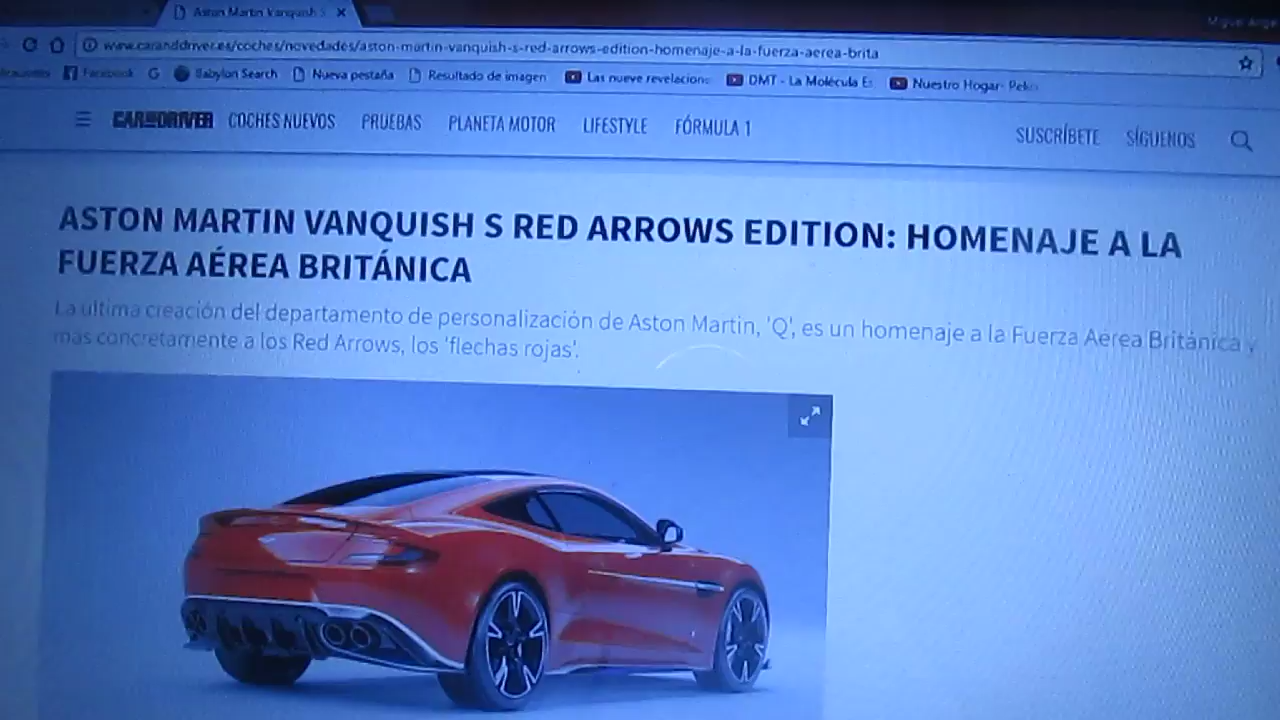 Aston Martin Vanquish S
www.caranddriver.es/coches/novedades/aston-martin-vanquish-s-red-arrows-edition-homenaje-a-la-fuerza-aerea-brita
Facebook G Babylon Search Nueva pestaña Resultado de imagen Las nueve revelacione DMT - La Molécula Es Nuestro Hogar- Pelic
CAR AND DRIVER COCHES NUEVOS PRUEBAS PLANETA MOTOR LIFESTYLE FÓRMULA 1 SUSCRÍBETE SÍGUENOS
ASTON MARTIN VANQUISH S RED ARROWS EDITION: HOMENAJE A LA
FUERZA AÉREA BRITÁNICA
La última creación del departamento de personalización de Aston Martin, 'Q', es un homenaje a la Fuerza Aérea Británica y
más concretamente a los Red Arrows, los 'flechas rojas'.